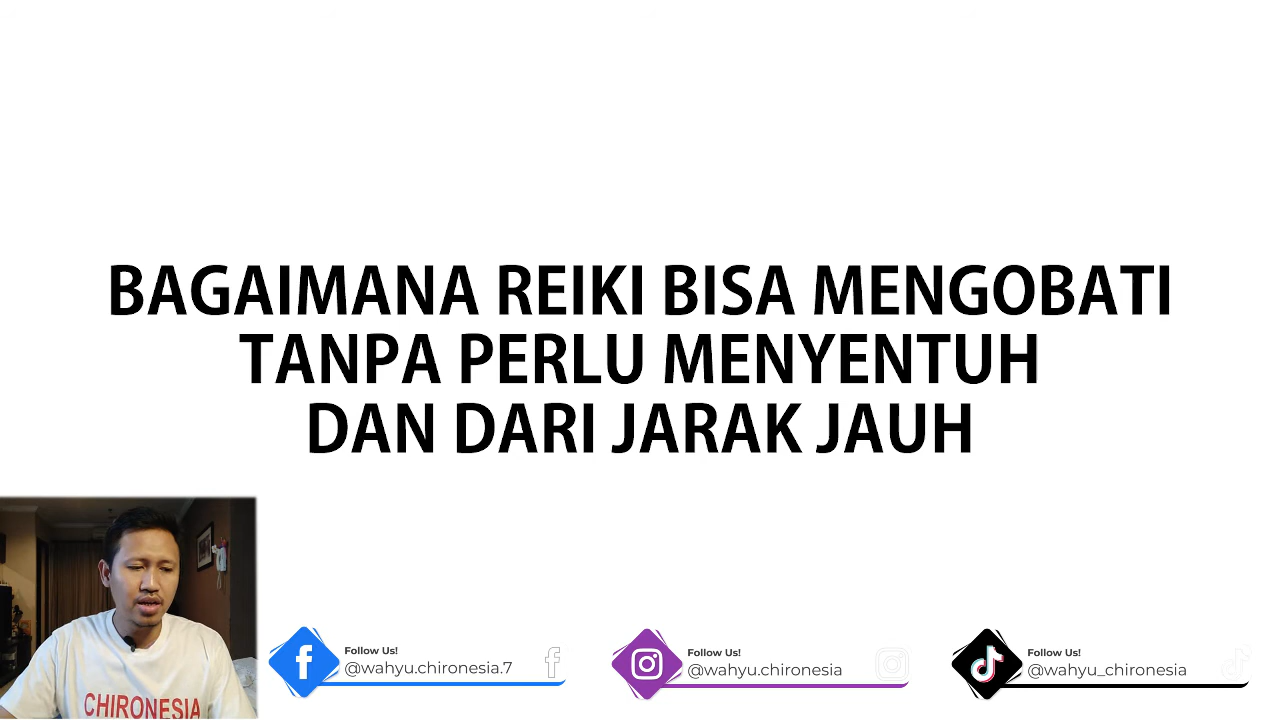 BAGAIMANA REIKI BISA MENGOBATI
TANPA PERLU MENYENTUH
DAN DARI JARAK JAUH
CHIRONESIA
Follow Us!
@wahyu.chironesia.7
Follow Us!
@wahyu.chironesia
Follow Us!
@wahyu_chironesia